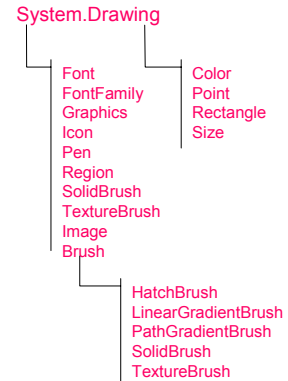 System.Drawing
Font
FontFamily
Graphics
Icon
Pen
Region
SolidBrush
TextureBrush
Image
Brush
Color
Point
Rectangle
Size
HatchBrush
LinearGradientBrush
PathGradientBrush
SolidBrush
TextureBrush